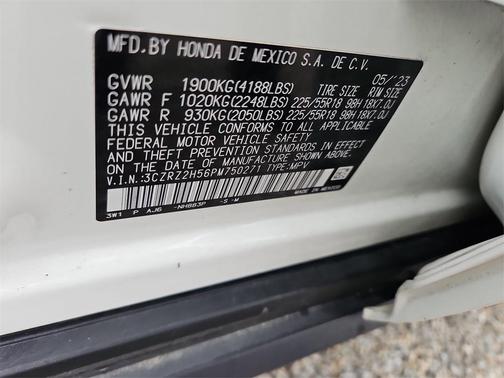 MFD. BY HONDA DE MEXICO S.A. DE C.V.
05/'23
GVWR 1900KG(4188LBS) TIRE SIZE RIM SIZE
GAWR F 1020KG(2248LBS) 225/55R18 98H 18X7.0J
GAWR R 930KG(2050LBS) 225/55R18 98H 18X7.0J
THIS VEHICLE CONFORMS TO ALL APPLICABLE
FEDERAL MOTOR VEHICLE SAFETY
AND THEFT PREVENTION STANDARDS IN EFFECT
ON THE DATE OF MANUFACTURE SHOWN ABOVE.
V.I.N.:3CZRZ2H56PM750271 TYPE:MPV
3W1 P AJ6 -NH883P -S -M
MADE IN MEXICO